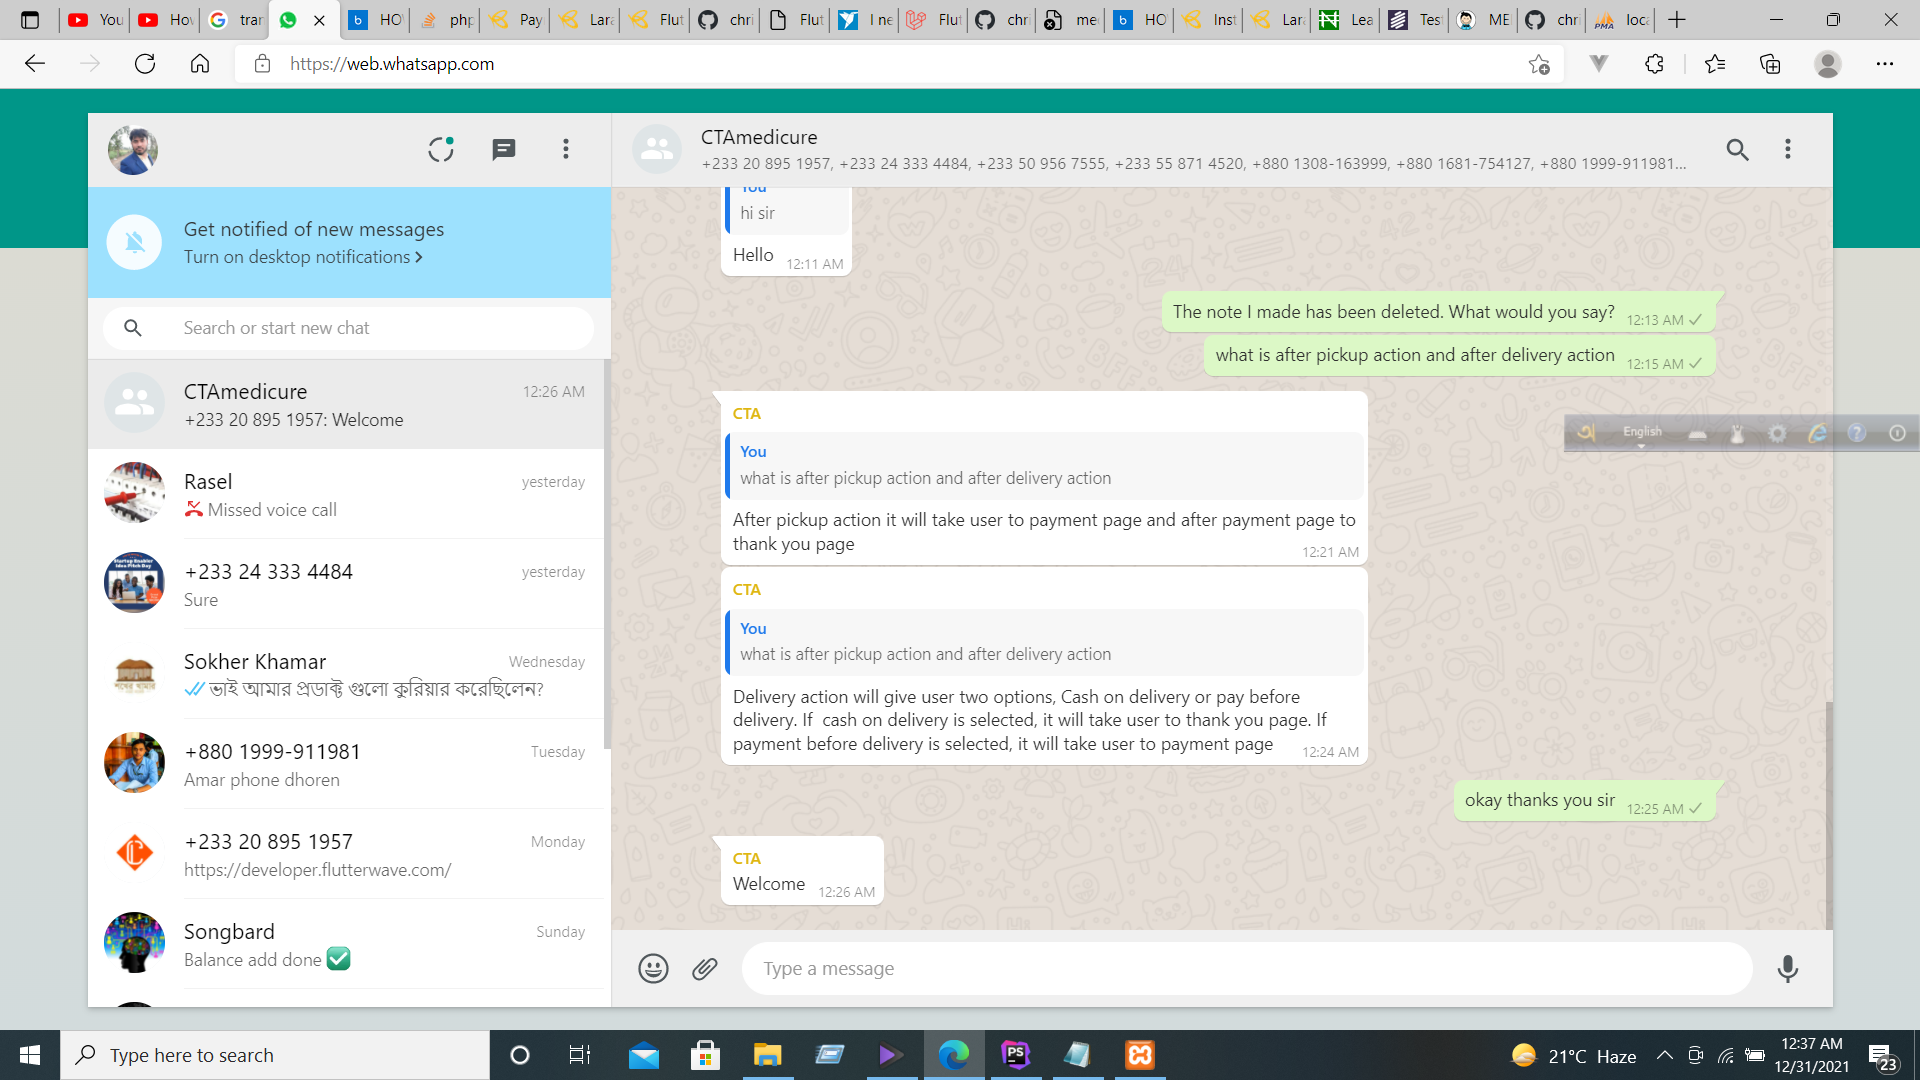 You
Hov
tran
HO'
php
Pay
Lara
Flut
chri
Flut
I ne
Flut
chri
me
HO
Inst
Lar
Lea
Test
ME
chri
loca
https://web.whatsapp.com
CTAmedicure
+233 20 895 1957, +233 24 333 4484, +233 50 956 7555, +233 55 871 4520, +880 1308-163999, +880 1681-754127, +880 1999-911981...
Get notified of new messages
Turn on desktop notifications >
Search or start new chat
CTAmedicure
12:26 AM
+233 20 895 1957: Welcome
Rasel
yesterday
Missed voice call
+233 24 333 4484
yesterday
Sure
Sokher Khamar
Wednesday
ভাই আমার প্রডাক্ট গুলো কুরিয়ার করেছিলেন?
+880 1999-911981
Tuesday
Amar phone dhoren
+233 20 895 1957
Monday
https://developer.flutterwave.com/
Songbard
Sunday
Balance add done ✅
You
hi sir
Hello
12:11 AM
The note I made has been deleted. What would you say?
12:13 AM
what is after pickup action and after delivery action
12:15 AM
CTA
You
what is after pickup action and after delivery action
After pickup action it will take user to payment page and after payment page to
thank you page
12:21 AM
CTA
You
what is after pickup action and after delivery action
Delivery action will give user two options, Cash on delivery or pay before
delivery. If  cash on delivery is selected, it will take user to thank you page. If
payment before delivery is selected, it will take user to payment page
12:24 AM
okay thanks you sir
12:25 AM
CTA
Welcome
12:26 AM
Type a message
English
Type here to search
PS
21°C Haze
12:37 AM
12/31/2021
23